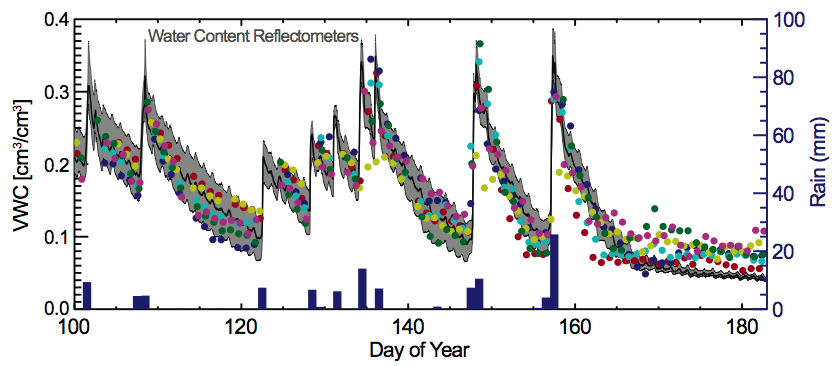 Water Content Reflectometers
0.4
0.3
0.2
0.1
0.0
VWC [cm³/cm³]
100
80
60
40
20
0
Rain (mm)
100 120 140 160 180
Day of Year